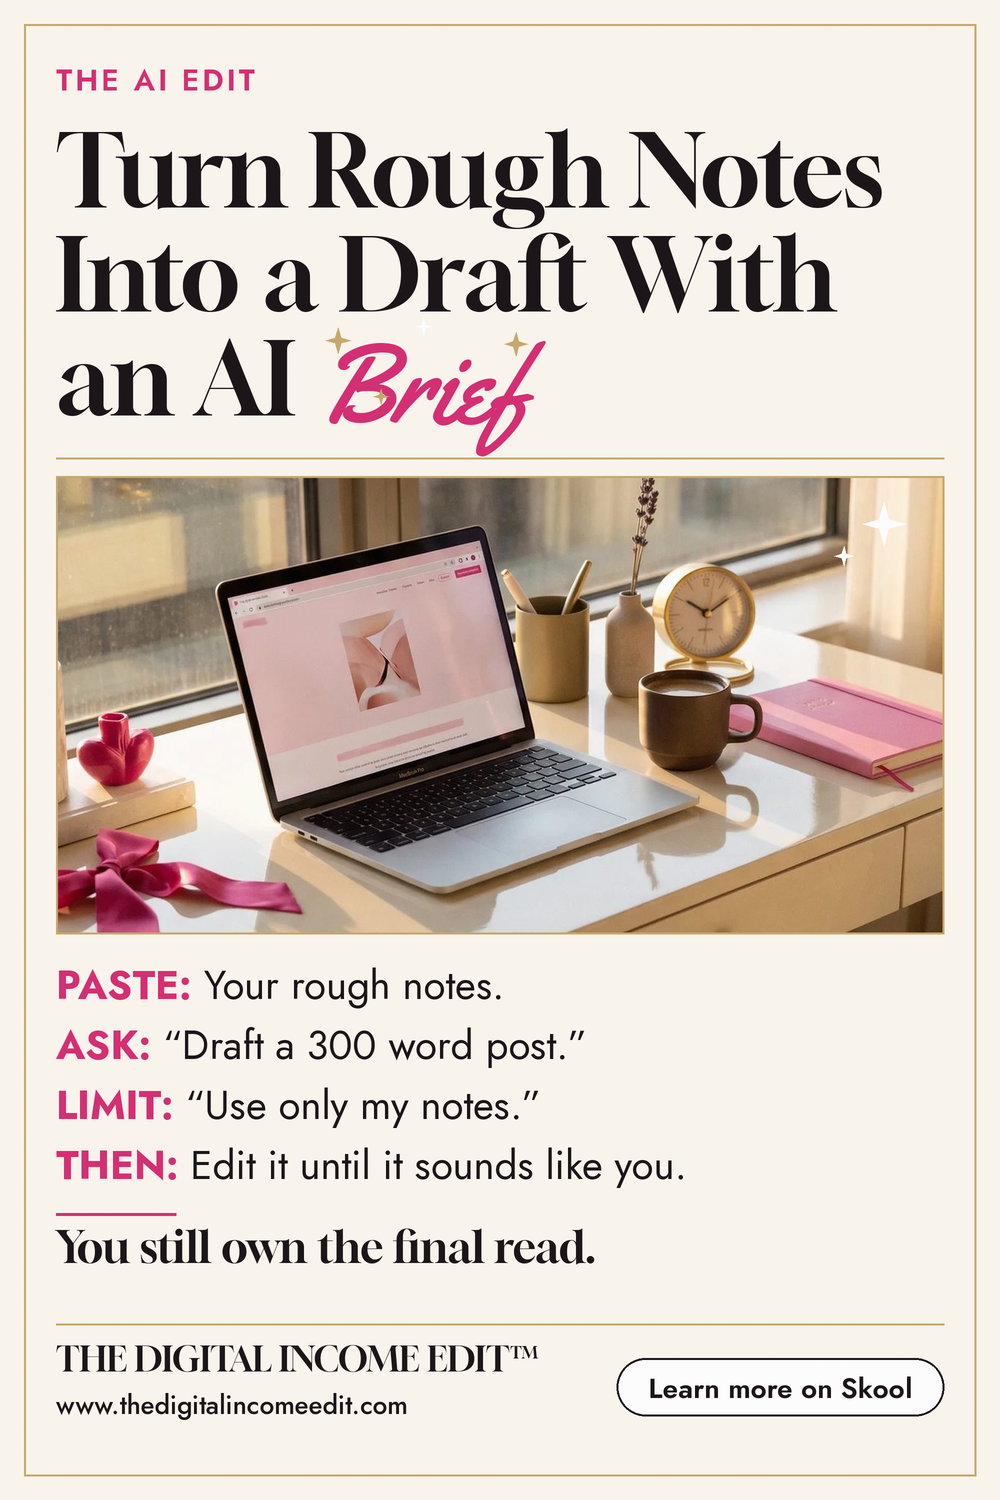 THE AI EDIT
Turn Rough Notes
Into a Draft With
an AI Brief
MacBook Pro
PASTE: Your rough notes.
ASK: “Draft a 300 word post.”
LIMIT: “Use only my notes.”
THEN: Edit it until it sounds like you.
You still own the final read.
THE DIGITAL INCOME EDIT™
www.thedigitalincomeedit.com
Learn more on Skool